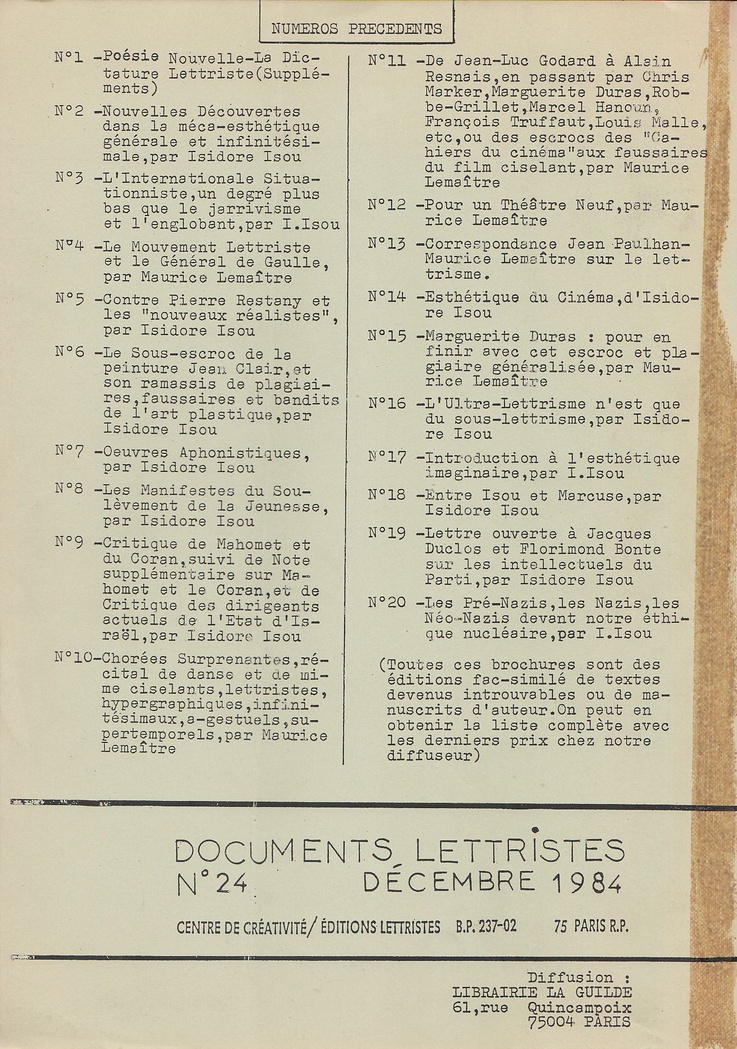 NUMEROS PRECEDENTS
N°1 -Poésie Nouvelle-La Dic-
tature Lettriste(Supplé-
ments)
N°2 -Nouvelles Découvertes
dans la méca-esthétique
générale et infinitési-
male,par Isidore Isou
N°3 -L'Internationale Situa-
tionniste,un degré plus
bas que le jarrivisme
et l'englobant,par I.Isou
N°4 -Le Mouvement Lettriste
et le Général de Gaulle,
par Maurice Lemaître
N°5 -Contre Pierre Restany et
les "nouveaux réalistes",
par Isidore Isou
N°6 -Le Sous-escroc de la
peinture Jean Clair,et
son ramassis de plagiai-
res,faussaires et bandits
de l'art plastique,par
Isidore Isou
N°7 -Oeuvres Aphonistiques,
par Isidore Isou
N°8 -Les Manifestes du Sou-
lèvement de la Jeunesse,
par Isidore Isou
N°9 -Critique de Mahomet et
du Coran,suivi de Note
supplémentaire sur Ma-
homet et le Coran,et de
Critique des dirigeants
actuels de l'Etat d'Is-
raël,par Isidore Isou
N°10-Chorées Surprenantes,ré-
cital de danse et de mi-
me ciselants,lettristes,
hypergraphiques,infini-
tésimaux,a-gestuels,su-
pertemporels,par Maurice
Lemaître
N°11 -De Jean-Luc Godard à Alain
Resnais,en passant par Chris
Marker,Marguerite Duras,Rob-
be-Grillet,Marcel Hanoun,
François Truffaut,Louis Malle,
etc,ou des escrocs des "Ca-
hiers du cinéma"aux faussaires
du film ciselant,par Maurice
Lemaître
N°12 -Pour un Théâtre Neuf,par Mau-
rice Lemaître
N°13 -Correspondance Jean Paulhan-
Maurice Lemaître sur le let-
trisme.
N°14 -Esthétique du Cinéma,d'Isido-
re Isou
N°15 -Marguerite Duras : pour en
finir avec cet escroc et pla-
giaire généralisée,par Mau-
rice Lemaître
N°16 -L'Ultra-Lettrisme n'est que
du sous-lettrisme,par Isido-
re Isou
N°17 -Introduction à l'esthétique
imaginaire,par I.Isou
N°18 -Entre Isou et Marcuse,par
Isidore Isou
N°19 -Lettre ouverte à Jacques
Duclos et Florimond Bonte
sur les intellectuels du
Parti,par Isidore Isou
N°20 -Les Pré-Nazis,les Nazis,les
Néo-Nazis devant notre éthi-
que nucléaire,par I.Isou
(Toutes ces brochures sont des
éditions fac-similé de textes
devenus introuvables ou de ma-
nuscrits d'auteur.On peut en
obtenir la liste complète avec
les derniers prix chez notre
diffuseur)
DOCUMENTS LETTRISTES
N°24 DÉCEMBRE 1984
CENTRE DE CRÉATIVITÉ/ÉDITIONS LETTRISTES B.P. 237-02 75 PARIS R.P.
Diffusion :
LIBRAIRIE LA GUILDE
61,rue Quincampoix
75004 PARIS